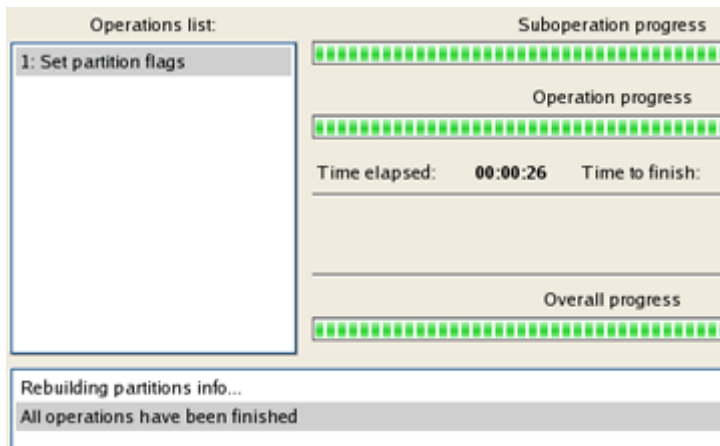 Operations list:
1: Set partition flags
Suboperation progress
Operation progress
Time elapsed: 00:00:26 Time to finish:
Overall progress
Rebuilding partitions info...
All operations have been finished